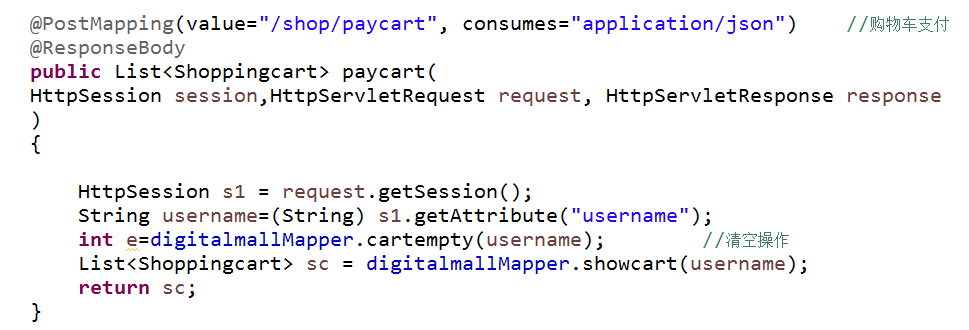 @PostMapping(value="/shop/paycart", consumes="application/json")    //购物车支付
@ResponseBody
public List<Shoppingcart> paycart(
HttpSession session,HttpServletRequest request, HttpServletResponse response
)
{
    HttpSession s1 = request.getSession();
    String username=(String) s1.getAttribute("username");
    int e=digitalmallMapper.cartempty(username);        //清空操作
    List<Shoppingcart> sc = digitalmallMapper.showcart(username);
    return sc;
}